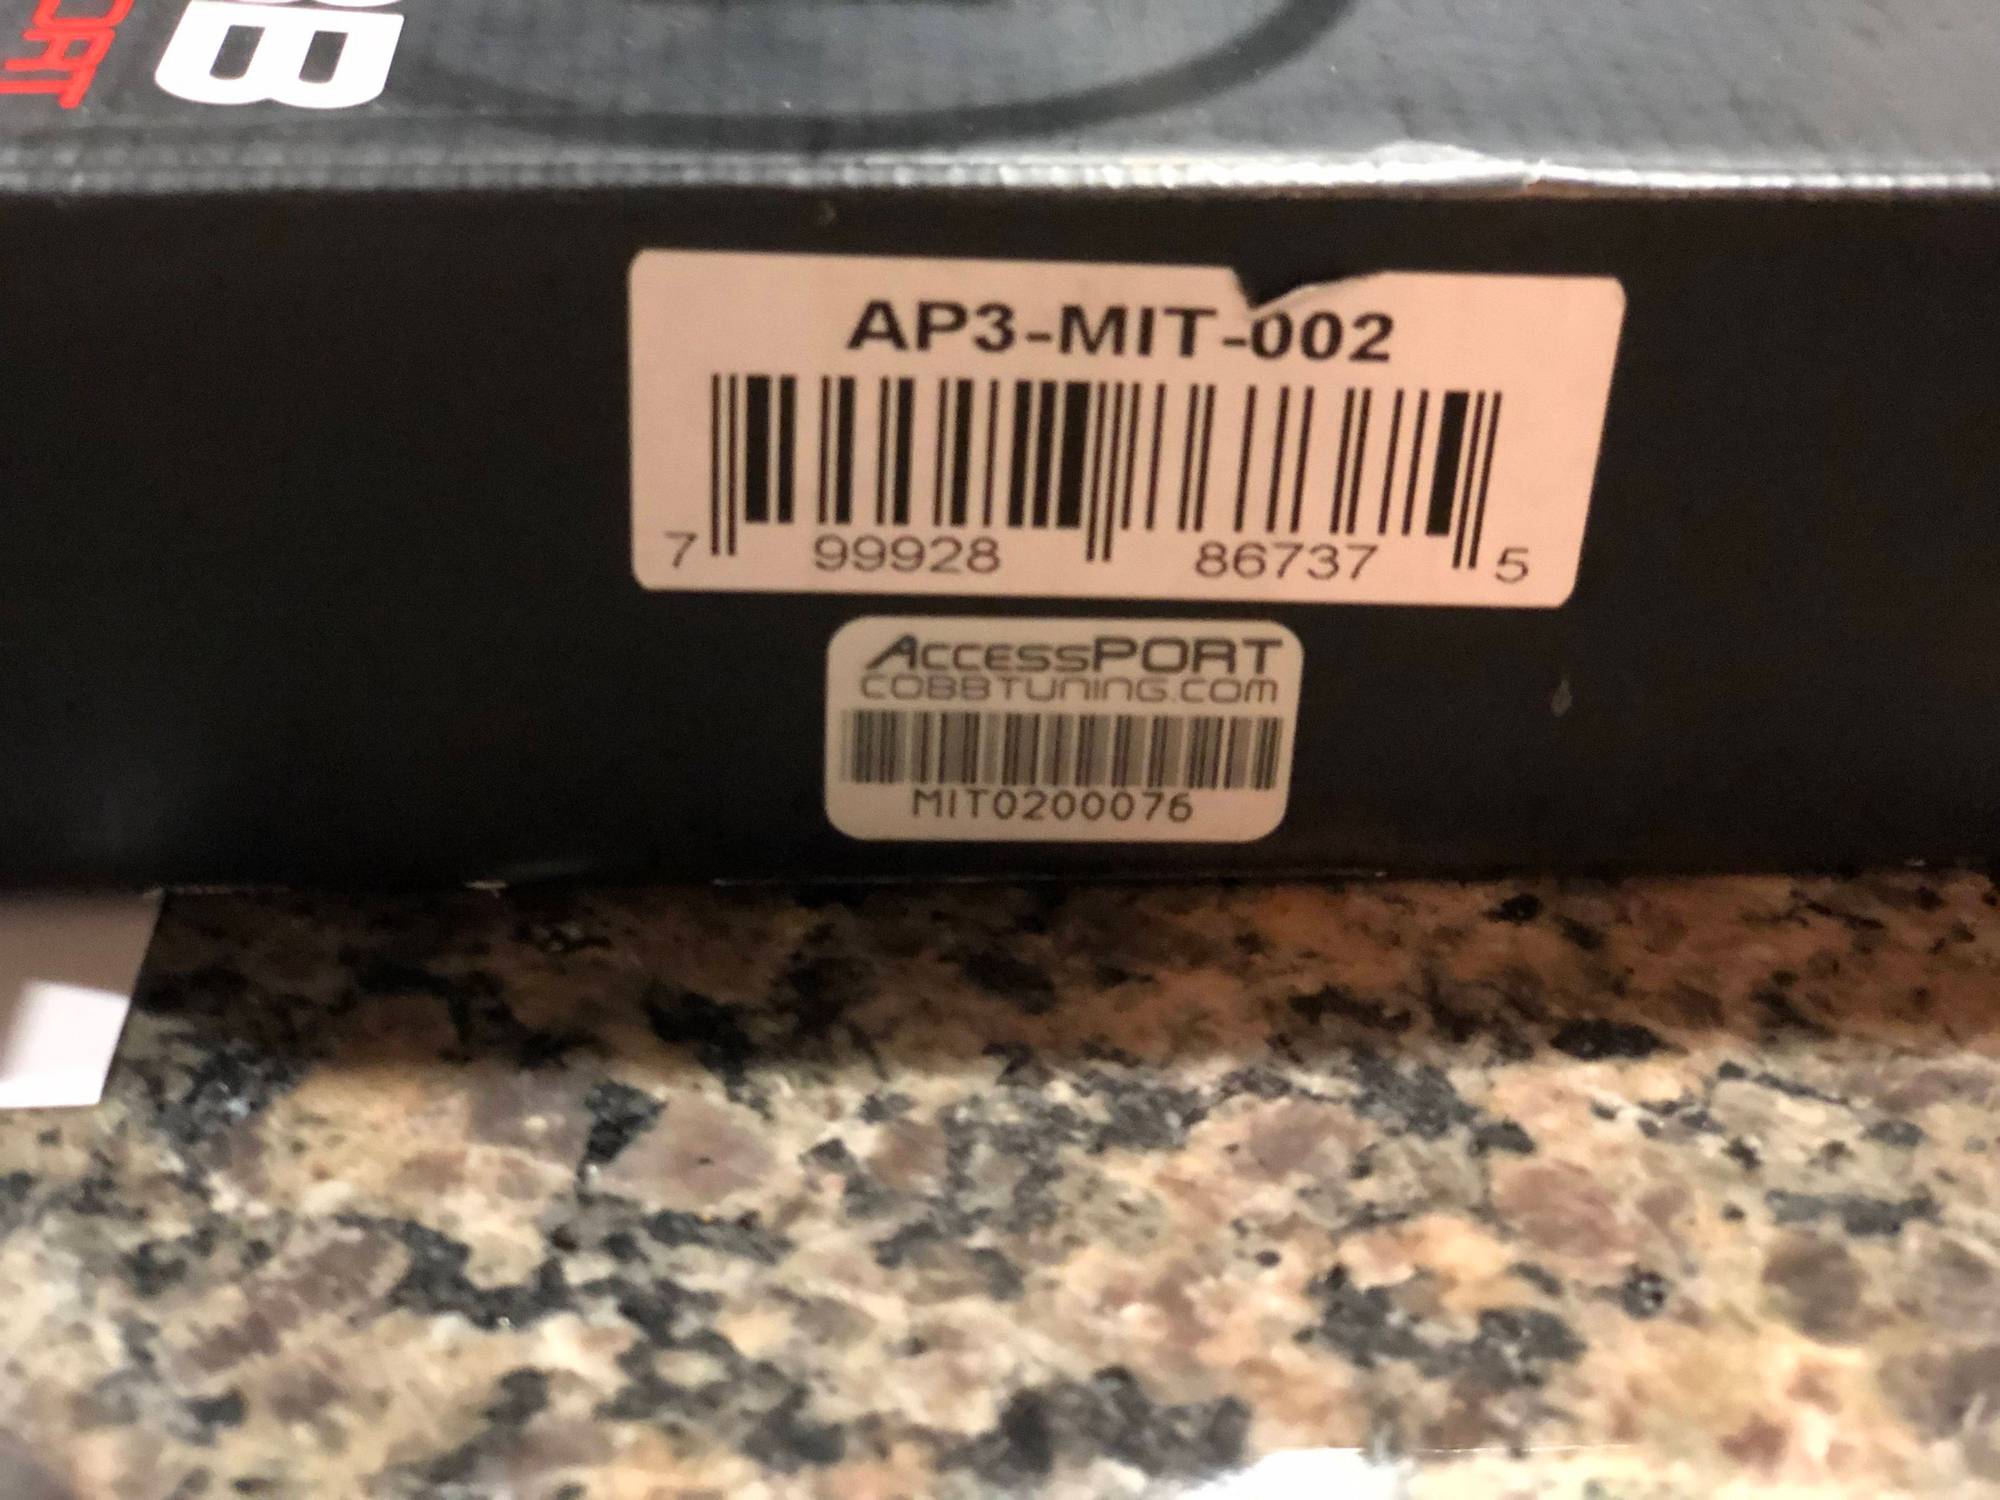 AP3-MIT-002
7 99928 86737 5
AccessPORT
COBBTUNING.COM
MIT0200076